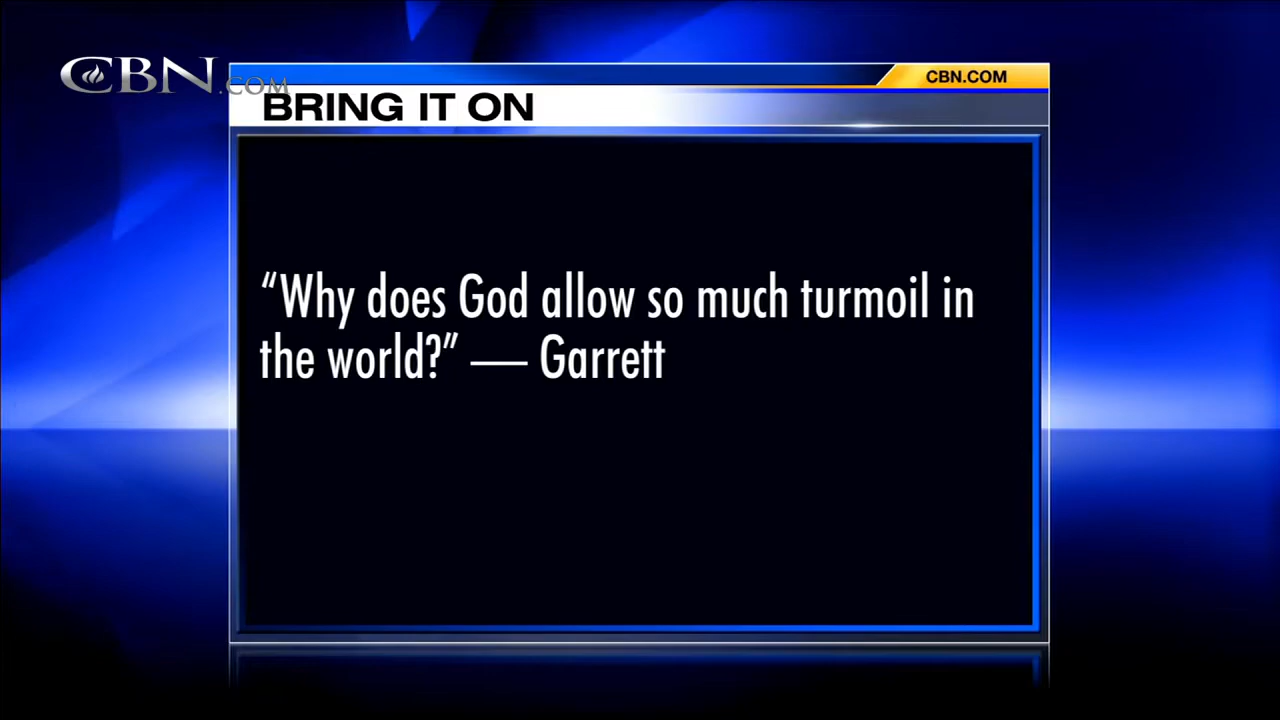 CBN.COM
CBN.COM
BRING IT ON
“Why does God allow so much turmoil in
the world?” — Garrett